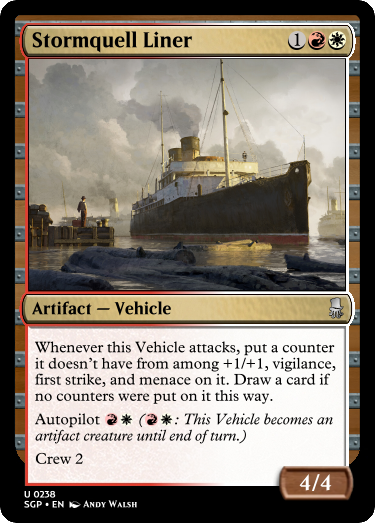 Stormquell Liner 1RW
Artifact — Vehicle
Whenever this Vehicle attacks, put a counter
it doesn't have from among +1/+1, vigilance,
first strike, and menace on it. Draw a card if
no counters were put on it this way.
Autopilot (: This Vehicle becomes an
artifact creature until end of turn.)
Crew 2
4/4
U 0238
SGP • EN Andy Walsh